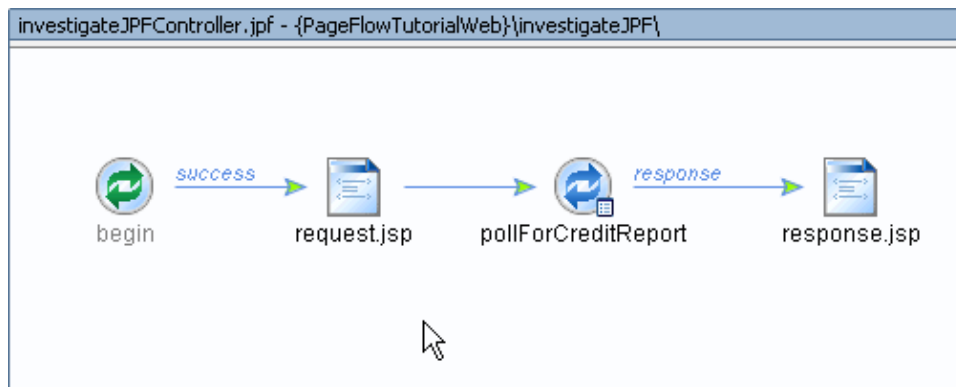 investigateJPFController.jpf - {PageFlowTutorialWeb}\investigateJPF\
success
response
begin
request.jsp
pollForCreditReport
response.jsp